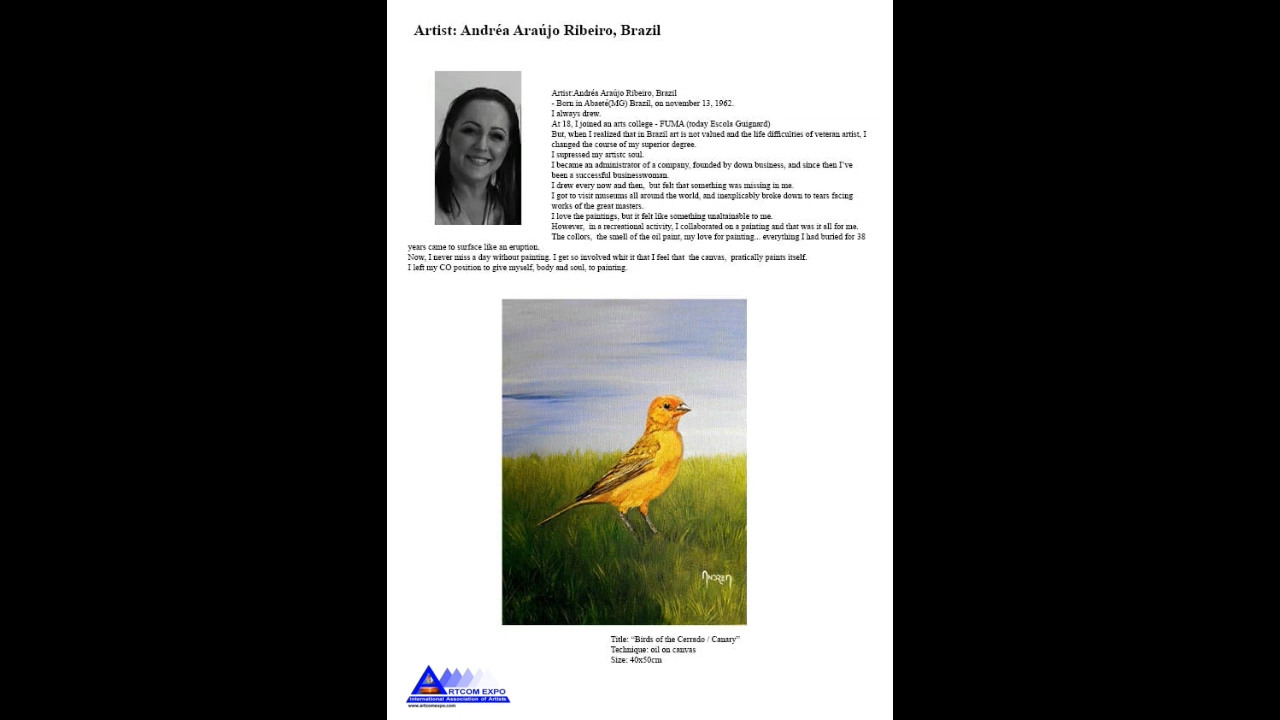 Artist: Andréa Araújo Ribeiro, Brazil
Artist:Andréa Araújo Ribeiro, Brazil
- Born in Abaeté(MG) Brazil, on november 13, 1962.
I always drew.
At 18, I joined an arts college - FUMA (today Escola Guignard)
But, when I realized that in Brazil art is not valued and the life difficulties of veteran artist, I
changed the course of my superior degree.
I supressed my artistc soul.
I became an administrator of a company, founded by down business, and since then I've
been a successful businesswoman.
I drew every now and then, but felt that something was missing in me.
I got to visit museums all around the world, and inexplicably broke down to tears facing
works of the great masters.
I love the paintings, but it felt like something unaltainable to me.
However, in a recreational activity, I collaborated on a painting and that was it all for me.
The collors, the smell of the oil paint, my love for painting... everything I had buried for 38
years came to surface like an eruption.
Now, I never miss a day without painting. I get so involved whit it that I feel that the canvas, pratically paints itself.
I left my CO position to give myself, body and soul, to painting.
ANDREA
Title: “Birds of the Cerrado / Canary”
Technique: oil on canvas
Size: 40x50cm
ARTCOM EXPO
International Association of Artists
www.artcomexpo.com